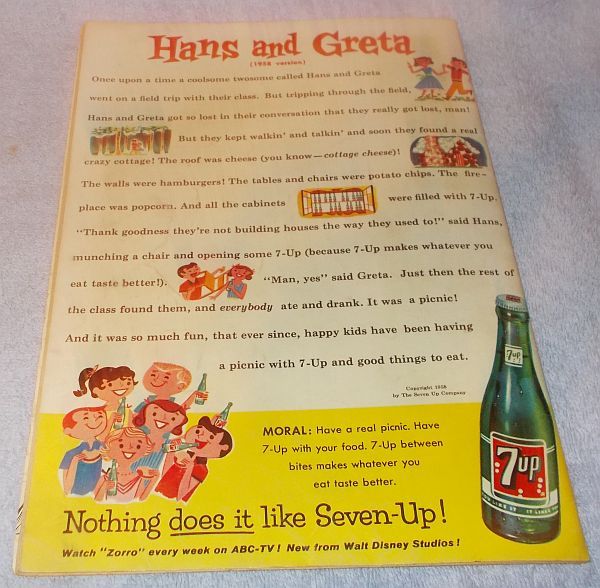 Hans and Greta
(1958 version)
Once upon a time a coolsome twosome called Hans and Greta
went on a field trip with their class. But tripping through the field,
Hans and Greta got so lost in their conversation that they really got lost, man!
But they kept walkin' and talkin' and soon they found a real
crazy cottage! The roof was cheese (you know—cottage cheese)!
The walls were hamburgers! The tables and chairs were potato chips. The fire-
place was popcorn. And all the cabinets were filled with 7-Up.
"Thank goodness they're not building houses the way they used to!" said Hans,
munching a chair and opening some 7-Up (because 7-Up makes whatever you
eat taste better!). "Man, yes" said Greta. Just then the rest of
the class found them, and everybody ate and drank. It was a picnic!
And it was so much fun, that ever since, happy kids have been having
a picnic with 7-Up and good things to eat.
Copyright 1958
by The Seven Up Company
MORAL: Have a real picnic. Have
7-Up with your food. 7-Up between
bites makes whatever you
eat taste better.
7up
7up
Nothing does it like Seven-Up!
Watch "Zorro" every week on ABC-TV! New from Walt Disney Studios!